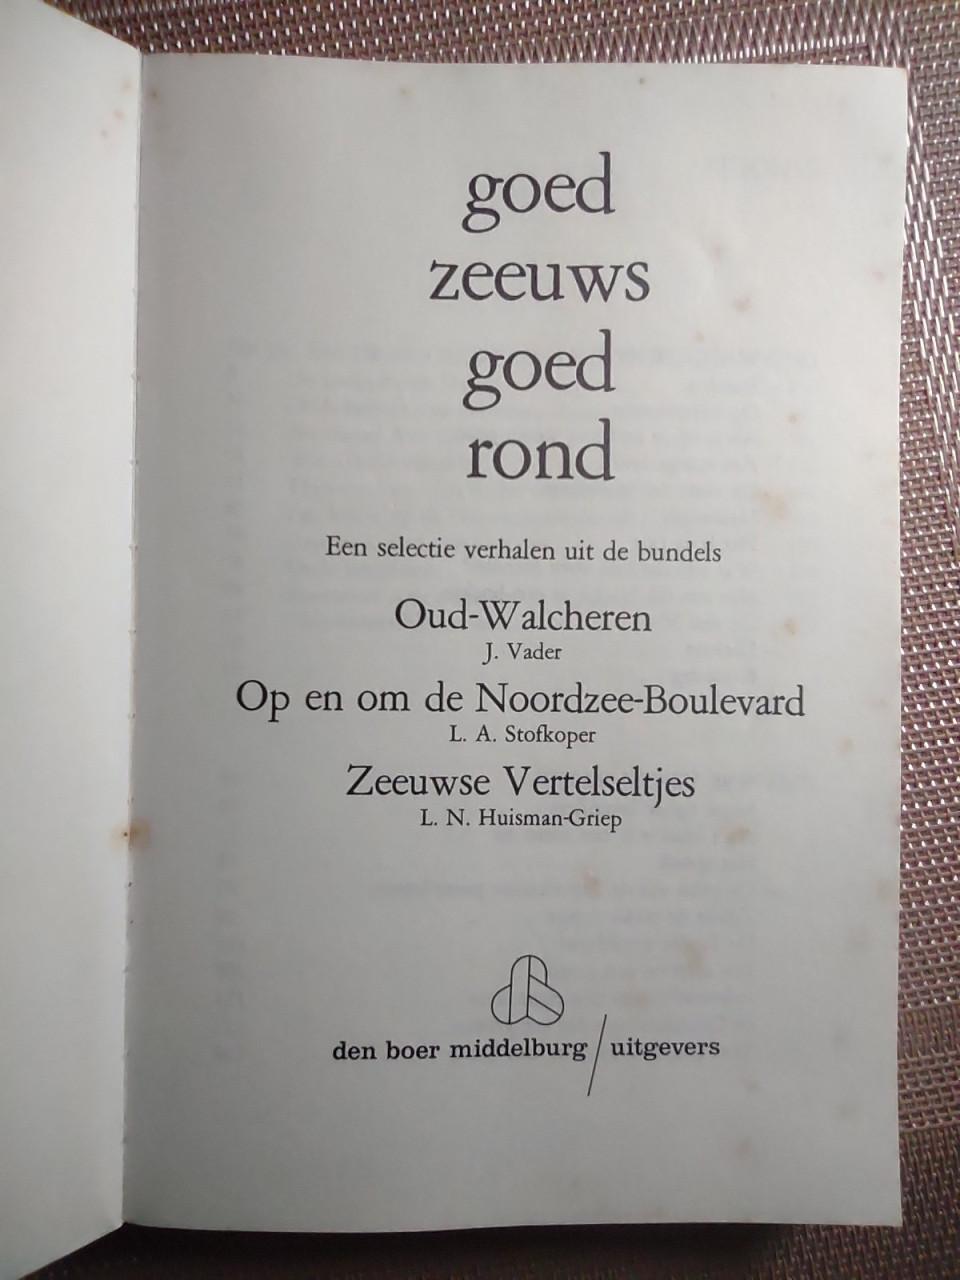 goed
zeeuws
goed
rond
Een selectie verhalen uit de bundels
Oud-Walcheren
J. Vader
Op en om de Noordzee-Boulevard
L. A. Stofkoper
Zeeuwse Vertelseltjes
L. N. Huisman-Griep
den boer middelburg / uitgevers